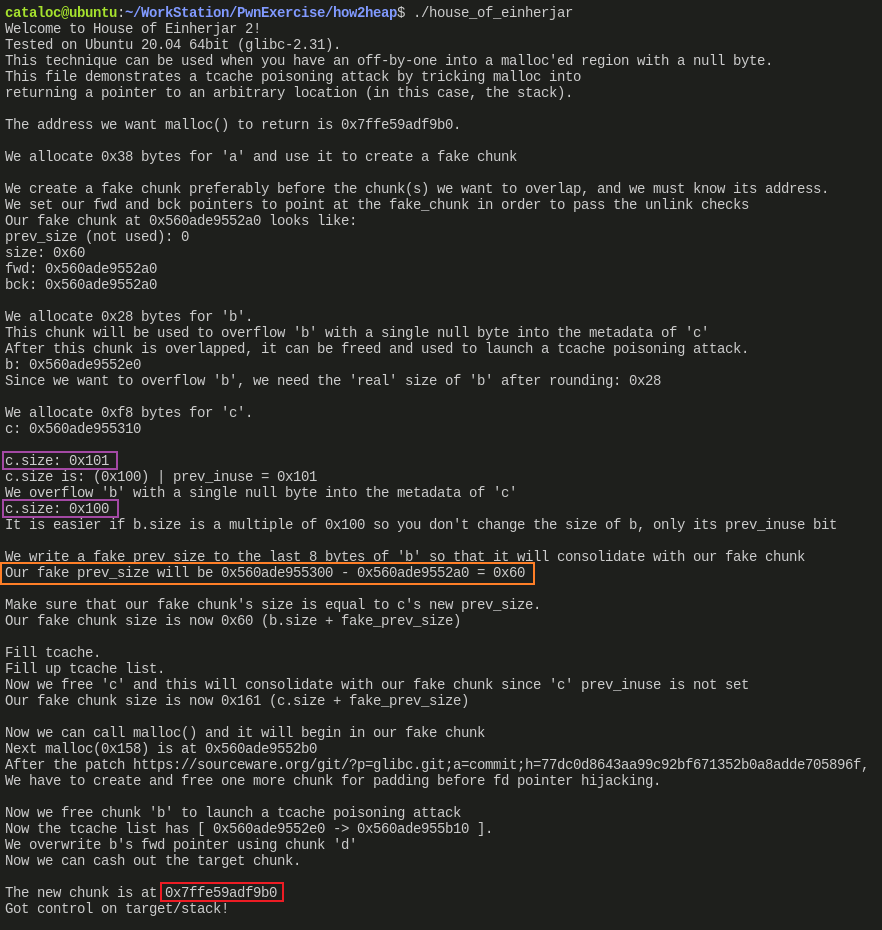 cataloc@ubuntu:~/WorkStation/PwnExercise/how2heap$ ./house_of_einherjar
Welcome to House of Einherjar 2!
Tested on Ubuntu 20.04 64bit (glibc-2.31).
This technique can be used when you have an off-by-one into a malloc'ed region with a null byte.
This file demonstrates a tcache poisoning attack by tricking malloc into
returning a pointer to an arbitrary location (in this case, the stack).
The address we want malloc() to return is 0x7ffe59adf9b0.
We allocate 0x38 bytes for 'a' and use it to create a fake chunk
We create a fake chunk preferably before the chunk(s) we want to overlap, and we must know its address.
We set our fwd and bck pointers to point at the fake_chunk in order to pass the unlink checks
Our fake chunk at 0x560ade9552a0 looks like:
prev_size (not used): 0
size: 0x60
fwd: 0x560ade9552a0
bck: 0x560ade9552a0
We allocate 0x28 bytes for 'b'.
This chunk will be used to overflow 'b' with a single null byte into the metadata of 'c'
After this chunk is overlapped, it can be freed and used to launch a tcache poisoning attack.
b: 0x560ade9552e0
Since we want to overflow 'b', we need the 'real' size of 'b' after rounding: 0x28
We allocate 0xf8 bytes for 'c'.
c: 0x560ade955310
c.size: 0x101
c.size is: (0x100) | prev_inuse = 0x101
We overflow 'b' with a single null byte into the metadata of 'c'
c.size: 0x100
It is easier if b.size is a multiple of 0x100 so you don't change the size of b, only its prev_inuse bit
We write a fake prev_size to the last 8 bytes of 'b' so that it will consolidate with our fake chunk
Our fake prev_size will be 0x560ade955300 - 0x560ade9552a0 = 0x60
Make sure that our fake chunk's size is equal to c's new prev_size.
Our fake chunk size is now 0x60 (b.size + fake_prev_size)
Fill tcache.
Fill up tcache list.
Now we free 'c' and this will consolidate with our fake chunk since 'c' prev_inuse is not set
Our fake chunk size is now 0x161 (c.size + fake_prev_size)
Now we can call malloc() and it will begin in our fake chunk
Next malloc(0x158) is at 0x560ade9552b0
After the patch https://sourceware.org/git/?p=glibc.git;a=commit;h=77dc0d8643aa99c92bf671352b0a8adde705896f,
We have to create and free one more chunk for padding before fd pointer hijacking.
Now we free chunk 'b' to launch a tcache poisoning attack
Now the tcache list has [ 0x560ade9552e0 -> 0x560ade955b10 ].
We overwrite b's fwd pointer using chunk 'd'
Now we can cash out the target chunk.
The new chunk is at 0x7ffe59adf9b0
Got control on target/stack!